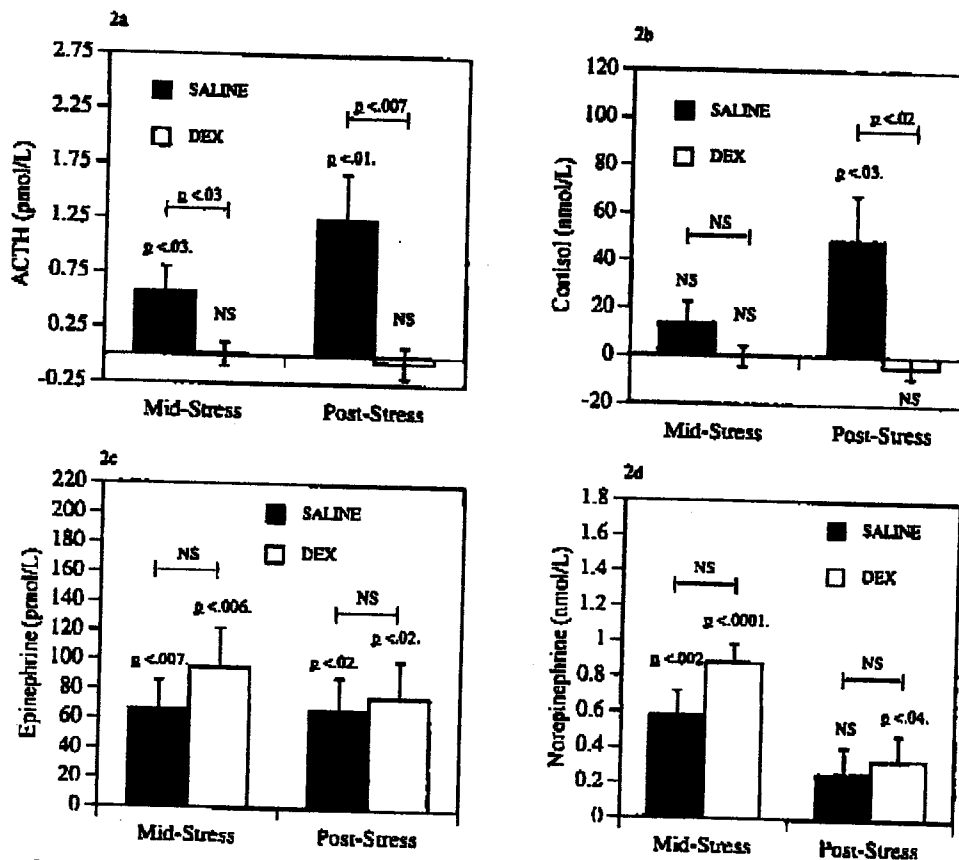 2a
2.75
2.25
1.75
1.25
0.75
0.25
-0.25
ACTH (pmol/L)
SALINE
DEX
p <.03
p <.03.
NS
p <.007
p <.01.
NS
Mid-Stress
Post-Stress
2b
120
100
80
60
40
20
0
-20
Cortisol (nmol/L)
SALINE
DEX
NS
NS
NS
p <.02
p <.03.
NS
Mid-Stress
Post-Stress
2c
220
200
180
160
140
120
100
80
60
40
20
0
Epinephrine (pmol/L)
SALINE
DEX
NS
p <.007.
p <.006.
NS
p <.02.
p <.02.
Mid-Stress
Post-Stress
2d
1.8
1.6
1.4
1.2
1
0.8
0.6
0.4
0.2
0
Norepinephrine (nmol/L)
SALINE
DEX
NS
p <.002
p <.0001.
NS
NS
p <.04.
Mid-Stress
Post-Stress